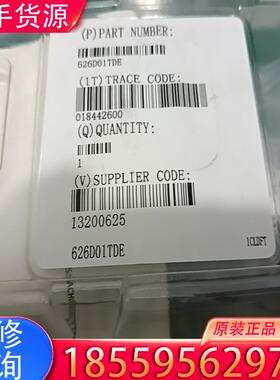 手货源
(P)PART NUMBER:
626D01TDE
(1T)TRACE CODE:
018442600
(Q)QUANTITY:
1
(V)SUPPLIER CODE:
13200625
626D01TDE
1CLDFT
修
询
原装正品
18559562975